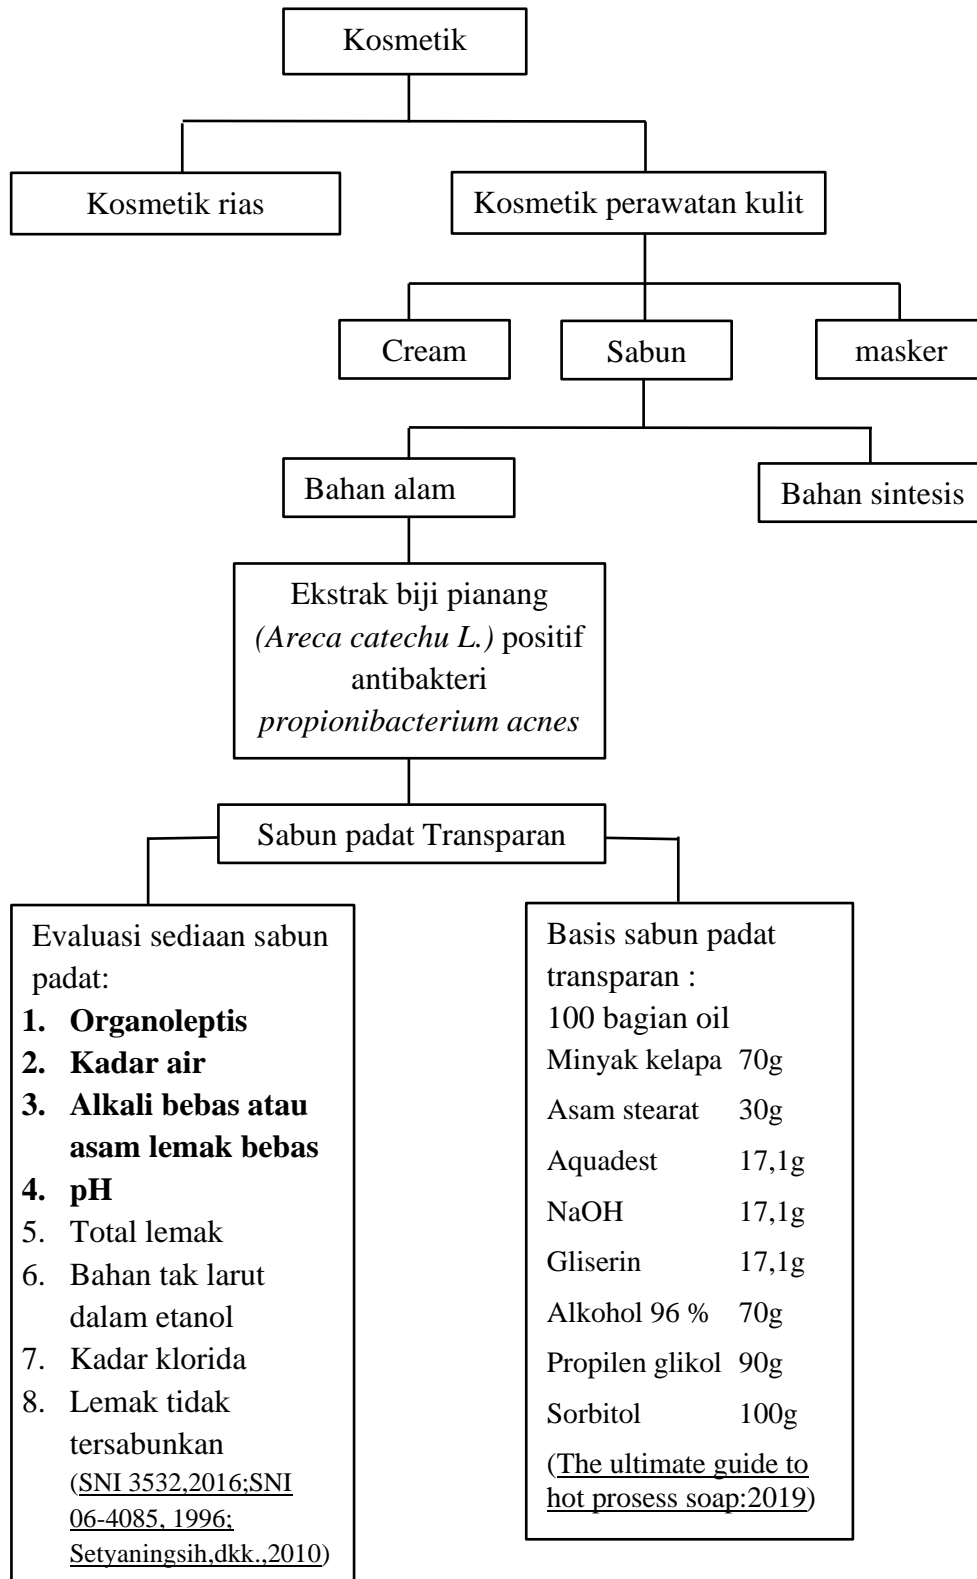 Kosmetik
Kosmetik rias
Kosmetik perawatan kulit
Cream
Sabun
masker
Bahan alam
Bahan sintesis
Ekstrak biji pianang
(Areca catechu L.) positif
antibakteri
propionibacterium acnes
Sabun padat Transparan
Evaluasi sediaan sabun
padat:
1. Organoleptis
2. Kadar air
3. Alkali bebas atau
asam lemak bebas
4. pH
5. Total lemak
6. Bahan tak larut
dalam etanol
7. Kadar klorida
8. Lemak tidak
tersabunkan
(SNI 3532,2016;SNI
06-4085, 1996;
Setyaningsih,dkk.,2010)
Basis sabun padat
transparan :
100 bagian oil
Minyak kelapa 70g
Asam stearat 30g
Aquadest 17,1g
NaOH 17,1g
Gliserin 17,1g
Alkohol 96 % 70g
Propilen glikol 90g
Sorbitol 100g
(The ultimate guide to
hot prosess soap:2019)